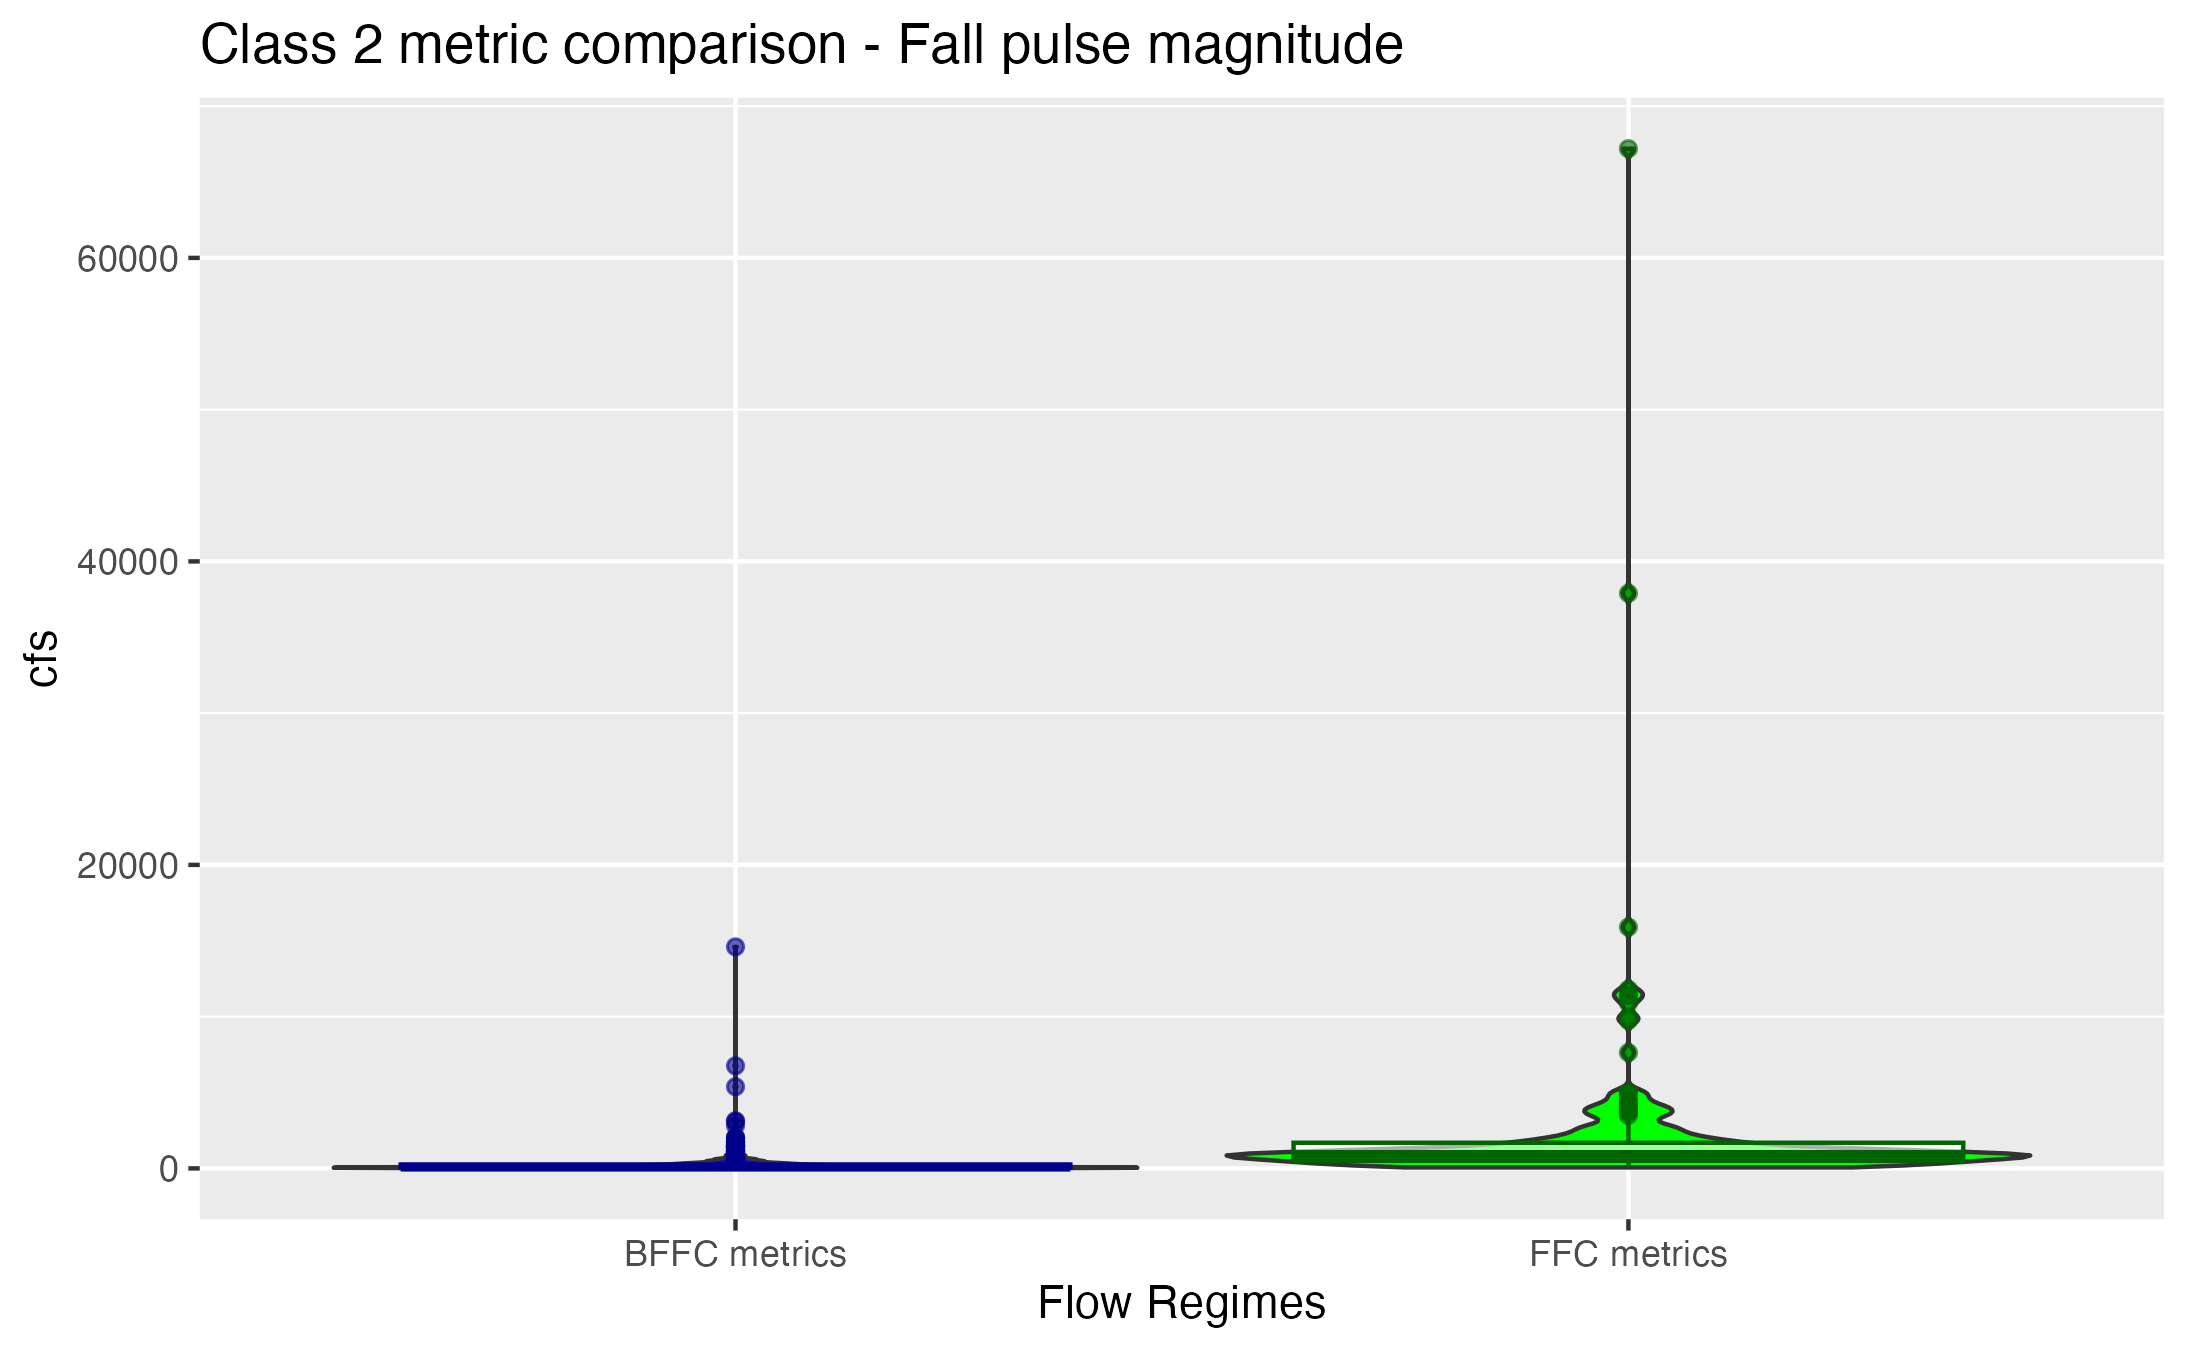 Class 2 metric comparison - Fall pulse magnitude
cfs
60000
40000
20000
0
BFFC metrics
FFC metrics
Flow Regimes